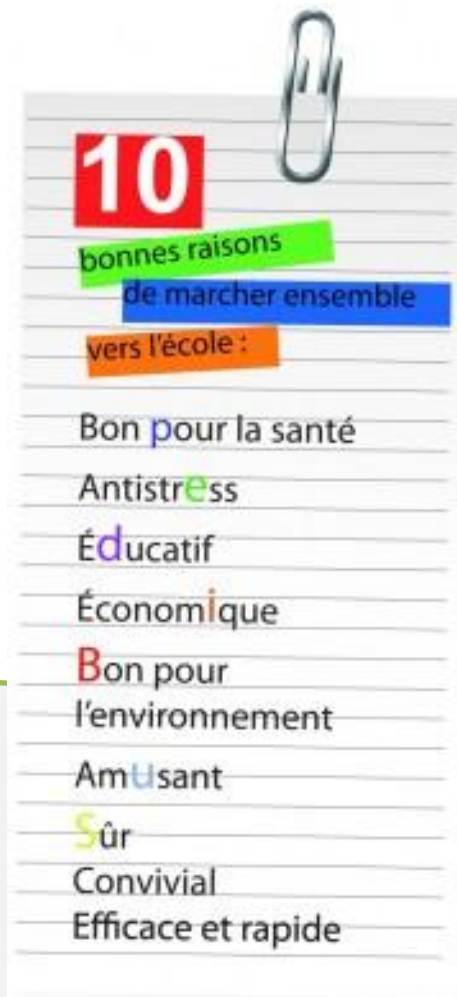 10
bonnes raisons
de marcher ensemble
vers l'école :
Bon pour la santé
Antistress
Éducatif
Économique
Bon pour
l'environnement
Amusant
Sûr
Convivial
Efficace et rapide